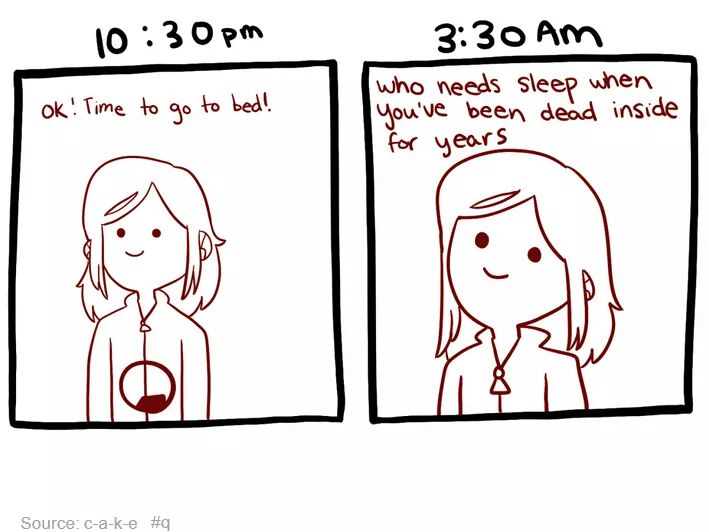 10:30pm
OK! Time to go to bed!
3:30 Am
who needs sleep when
you've been dead inside
for years
Source: c-a-k-e #q